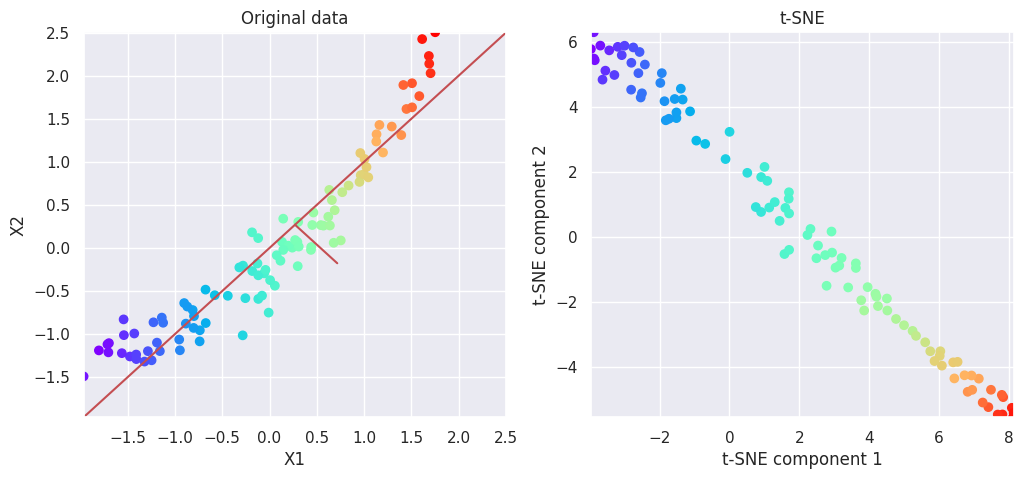 Original data
X2
2.5
2.0
1.5
1.0
0.5
0.0
−0.5
−1.0
−1.5
−1.5 −1.0 −0.5 0.0 0.5 1.0 1.5 2.0 2.5
X1
t-SNE
t-SNE component 2
6
4
2
0
−2
−4
−2 0 2 4 6 8
t-SNE component 1